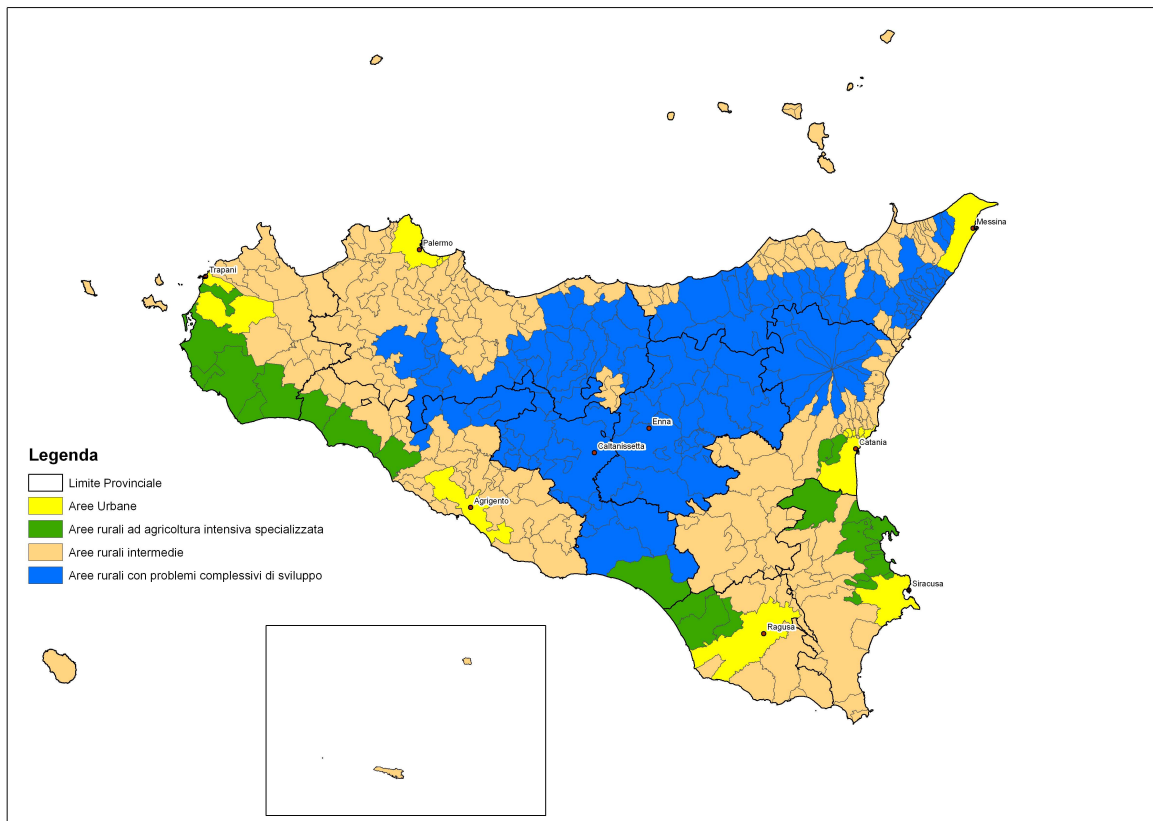 Messina
Palermo
Trapani
Enna
Catania
Caltanissetta
Legenda
Limite Provinciale
Aree Urbane
Agrigento
Aree rurali ad agricoltura intensiva specializzata
Aree rurali intermedie
Aree rurali con problemi complessivi di sviluppo
Siracusa
Ragusa